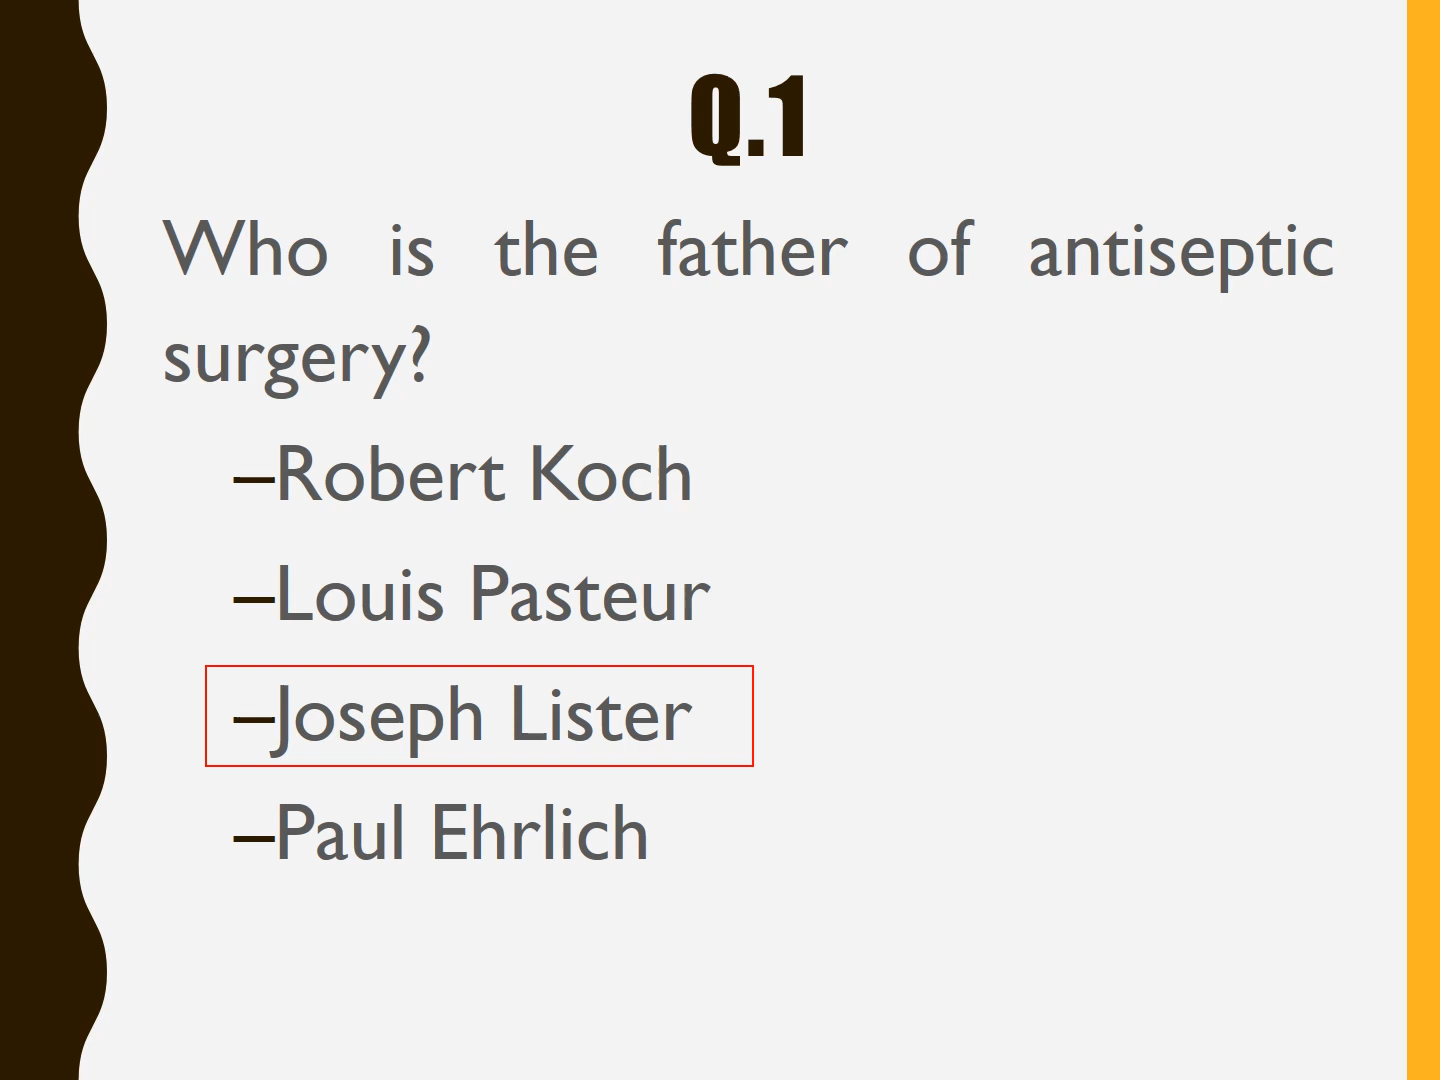 Q.1
Who is the father of antiseptic
surgery?
–Robert Koch
–Louis Pasteur
–Joseph Lister
–Paul Ehrlich